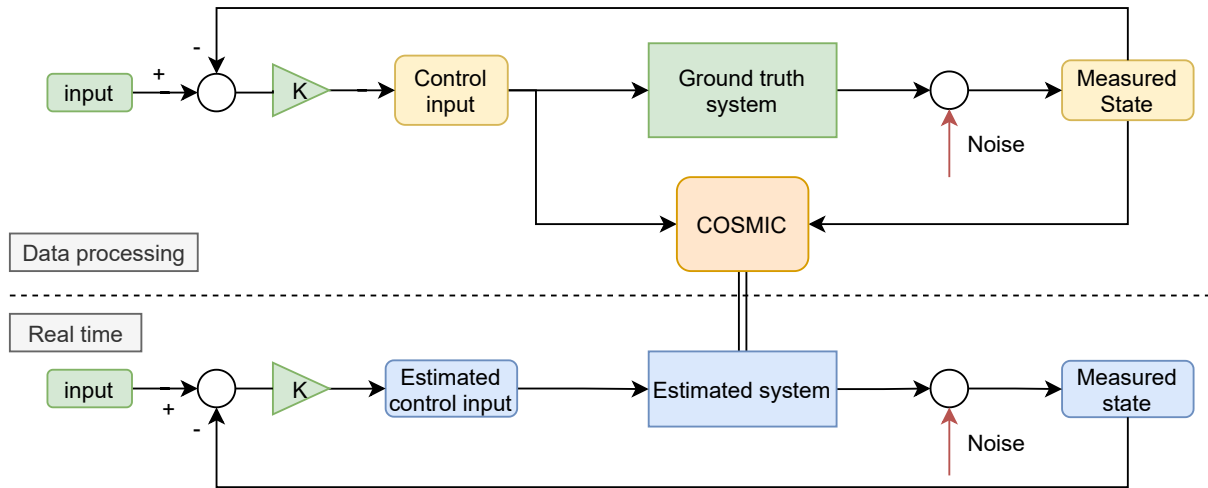 -
+
input
K
Control
input
Ground truth
system
Measured
State
Noise
COSMIC
Data processing
Real time
input
+
-
K
Estimated
control input
Estimated system
Measured
state
Noise